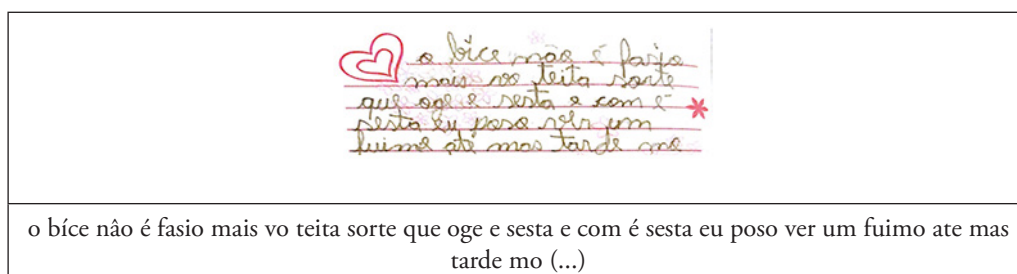 o bíce não é fasio
mais vo teita sorte
que oge e sesta e com é
sesta eu poso ver um
fuimo até mas tarde mo
o bíce nâo é fasio mais vo teita sorte que oge e sesta e com é sesta eu poso ver um fuimo ate mas
tarde mo (...)